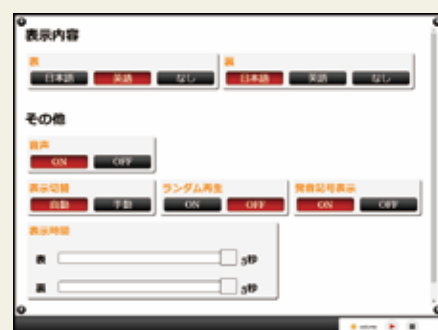 表示内容
表 裏
日本語 英語 なし 日本語 英語 なし
その他
音声
ON OFF
表示切替 ランダム再生 発音記号表示
自動 手動 ON OFF ON OFF
表示時間
表 3秒
裏 3秒